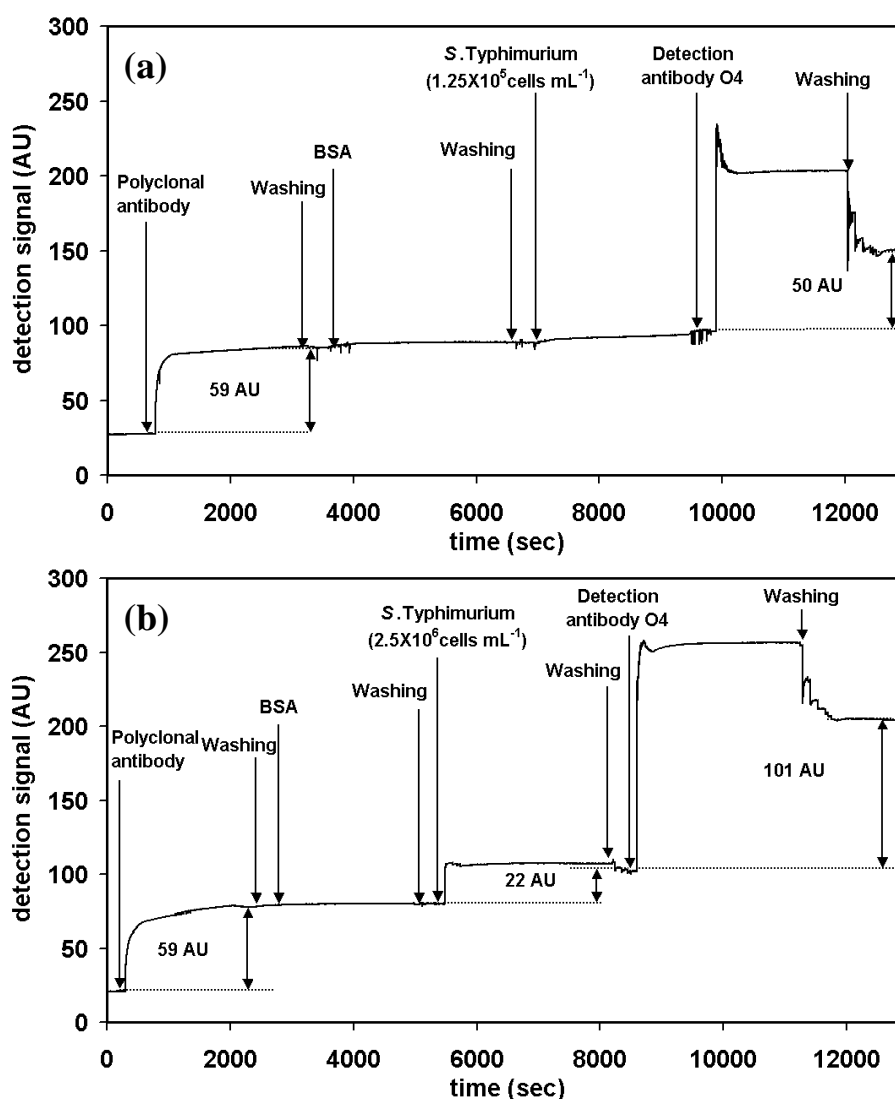 (a)
detection signal (AU)
300
250
200
150
100
50
0
Polyclonal
antibody
Washing
BSA
Washing
S.Typhimurium
(1.25X10⁵cells mL⁻¹)
Detection
antibody O4
Washing
59 AU
50 AU
0 2000 4000 6000 8000 10000 12000
time (sec)
(b)
detection signal (AU)
300
250
200
150
100
50
0
Polyclonal
antibody
Washing
BSA
Washing
S.Typhimurium
(2.5X10⁶cells mL⁻¹)
Washing
Detection
antibody O4
Washing
59 AU
22 AU
101 AU
0 2000 4000 6000 8000 10000 12000
time (sec)